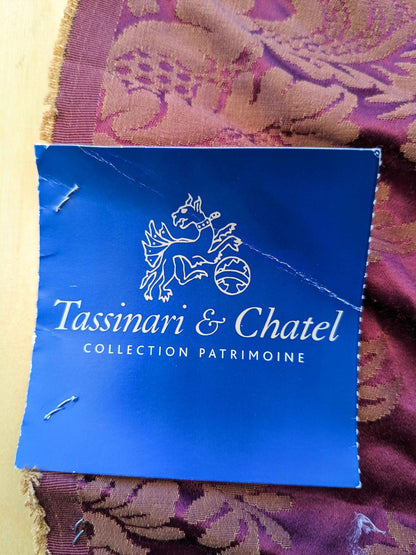 Tassinari & Chatel
COLLECTION PATRIMOINE